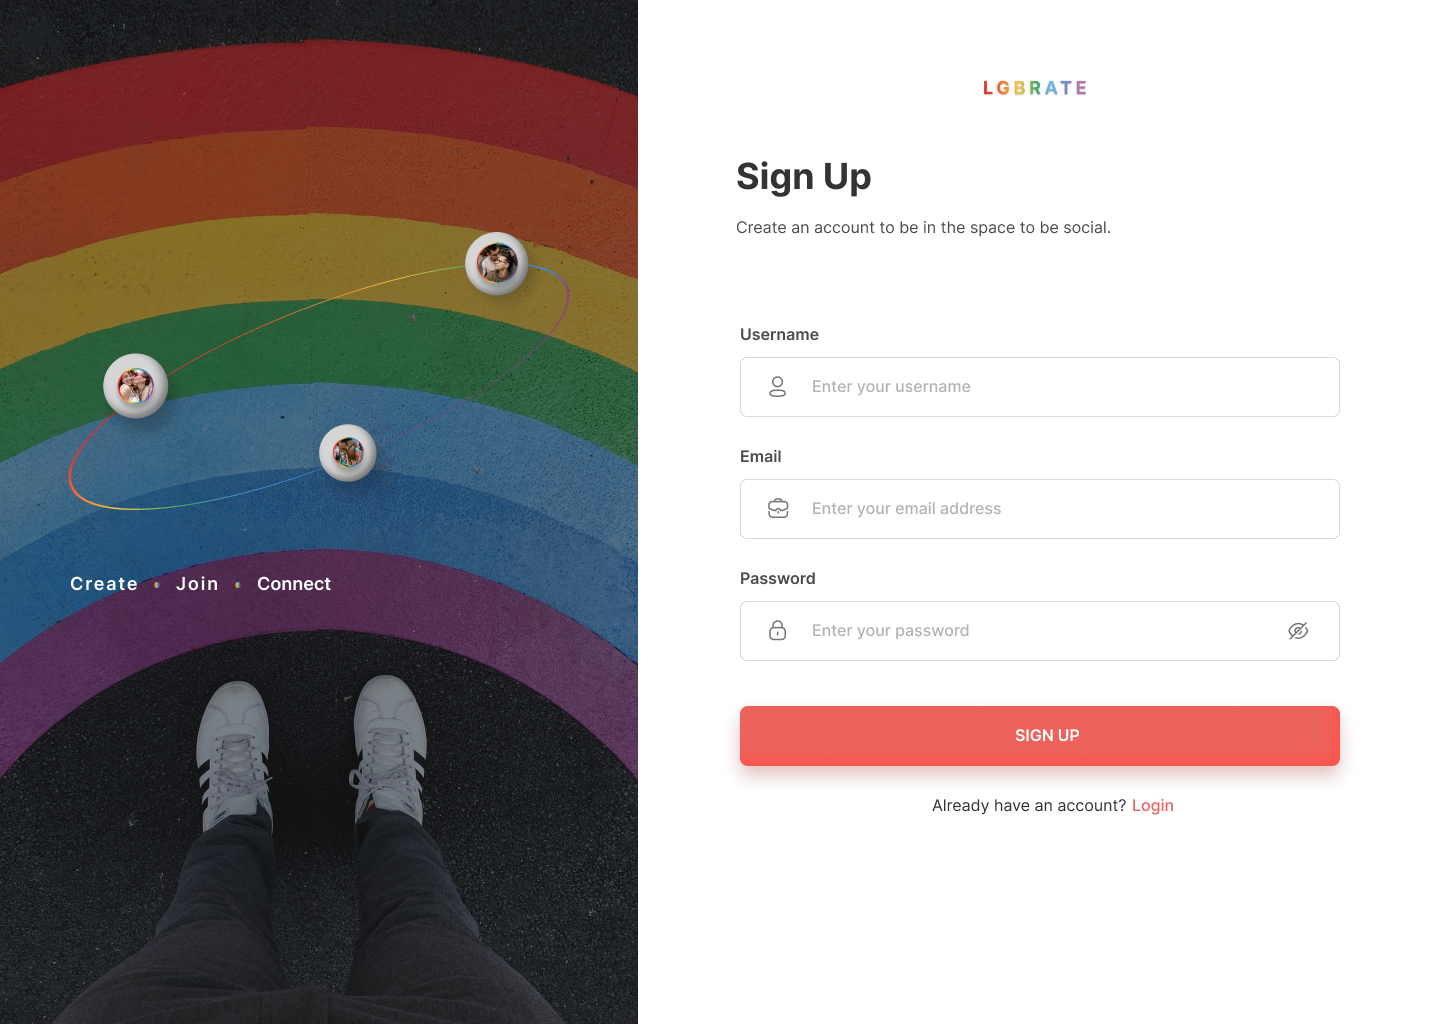 Create • Join • Connect
LGBRATE
Sign Up
Create an account to be in the space to be social.
Username
Enter your username
Email
Enter your email address
Password
Enter your password
SIGN UP
Already have an account? Login